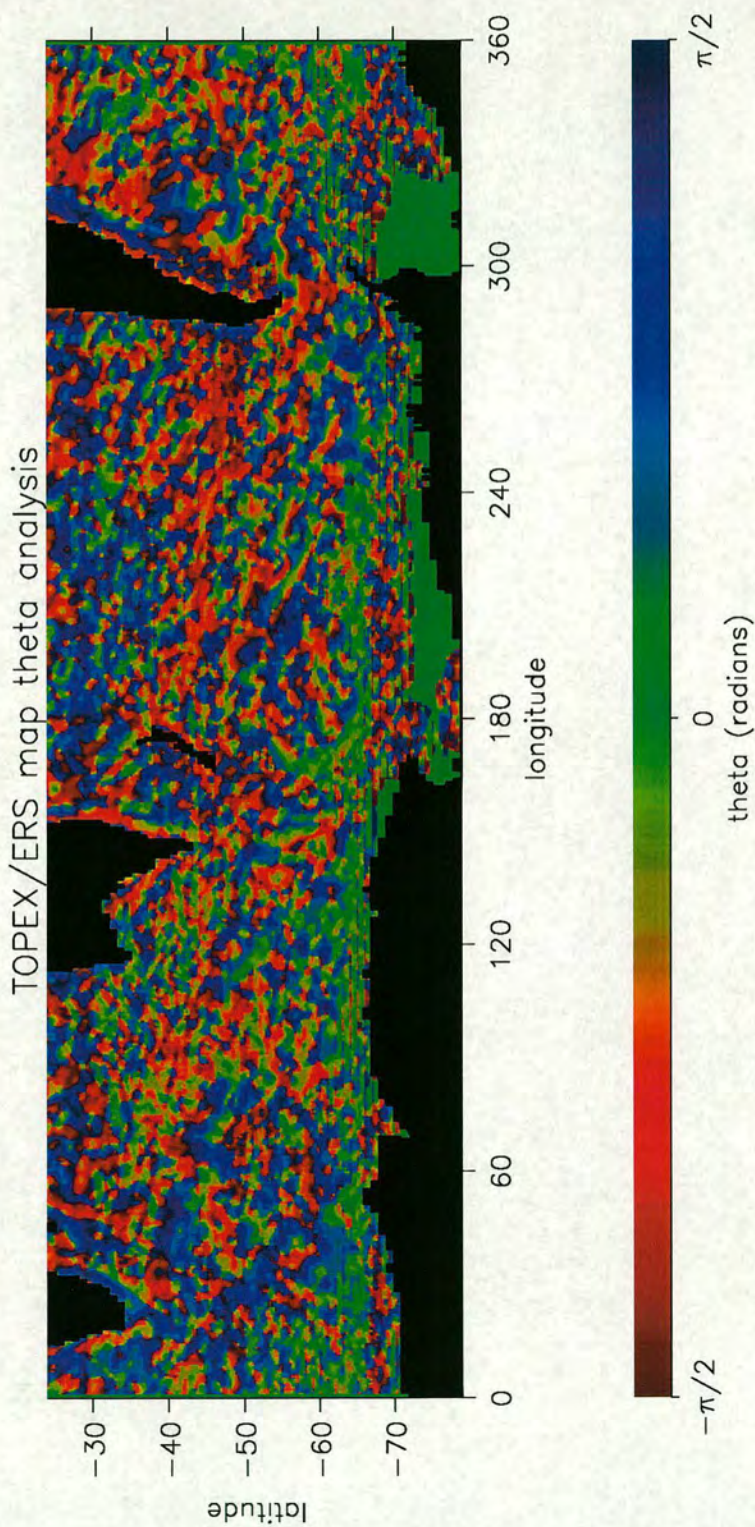 TOPEX/ERS map theta analysis
latitude
-30
-40
-50
-60
-70
0
60
120
180
240
300
360
longitude
-π/2
0
π/2
theta (radians)